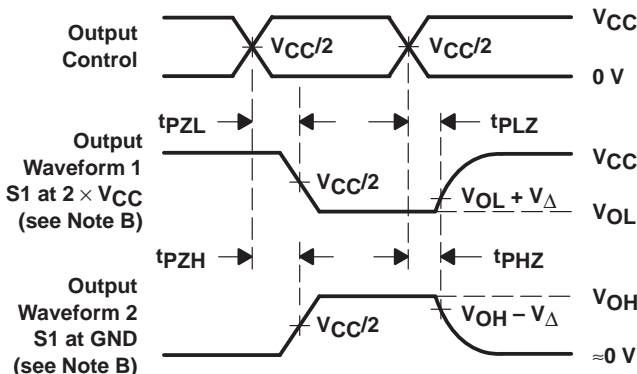 Output
Control
VCC/2
VCC/2
VCC
0 V
tPZL
tPLZ
Output
Waveform 1
S1 at 2 × VCC
(see Note B)
VCC/2
VCC
VOL + VΔ
VOL
tPZH
tPHZ
Output
Waveform 2
S1 at GND
(see Note B)
VCC/2
VOH
VOH − VΔ
≈0 V